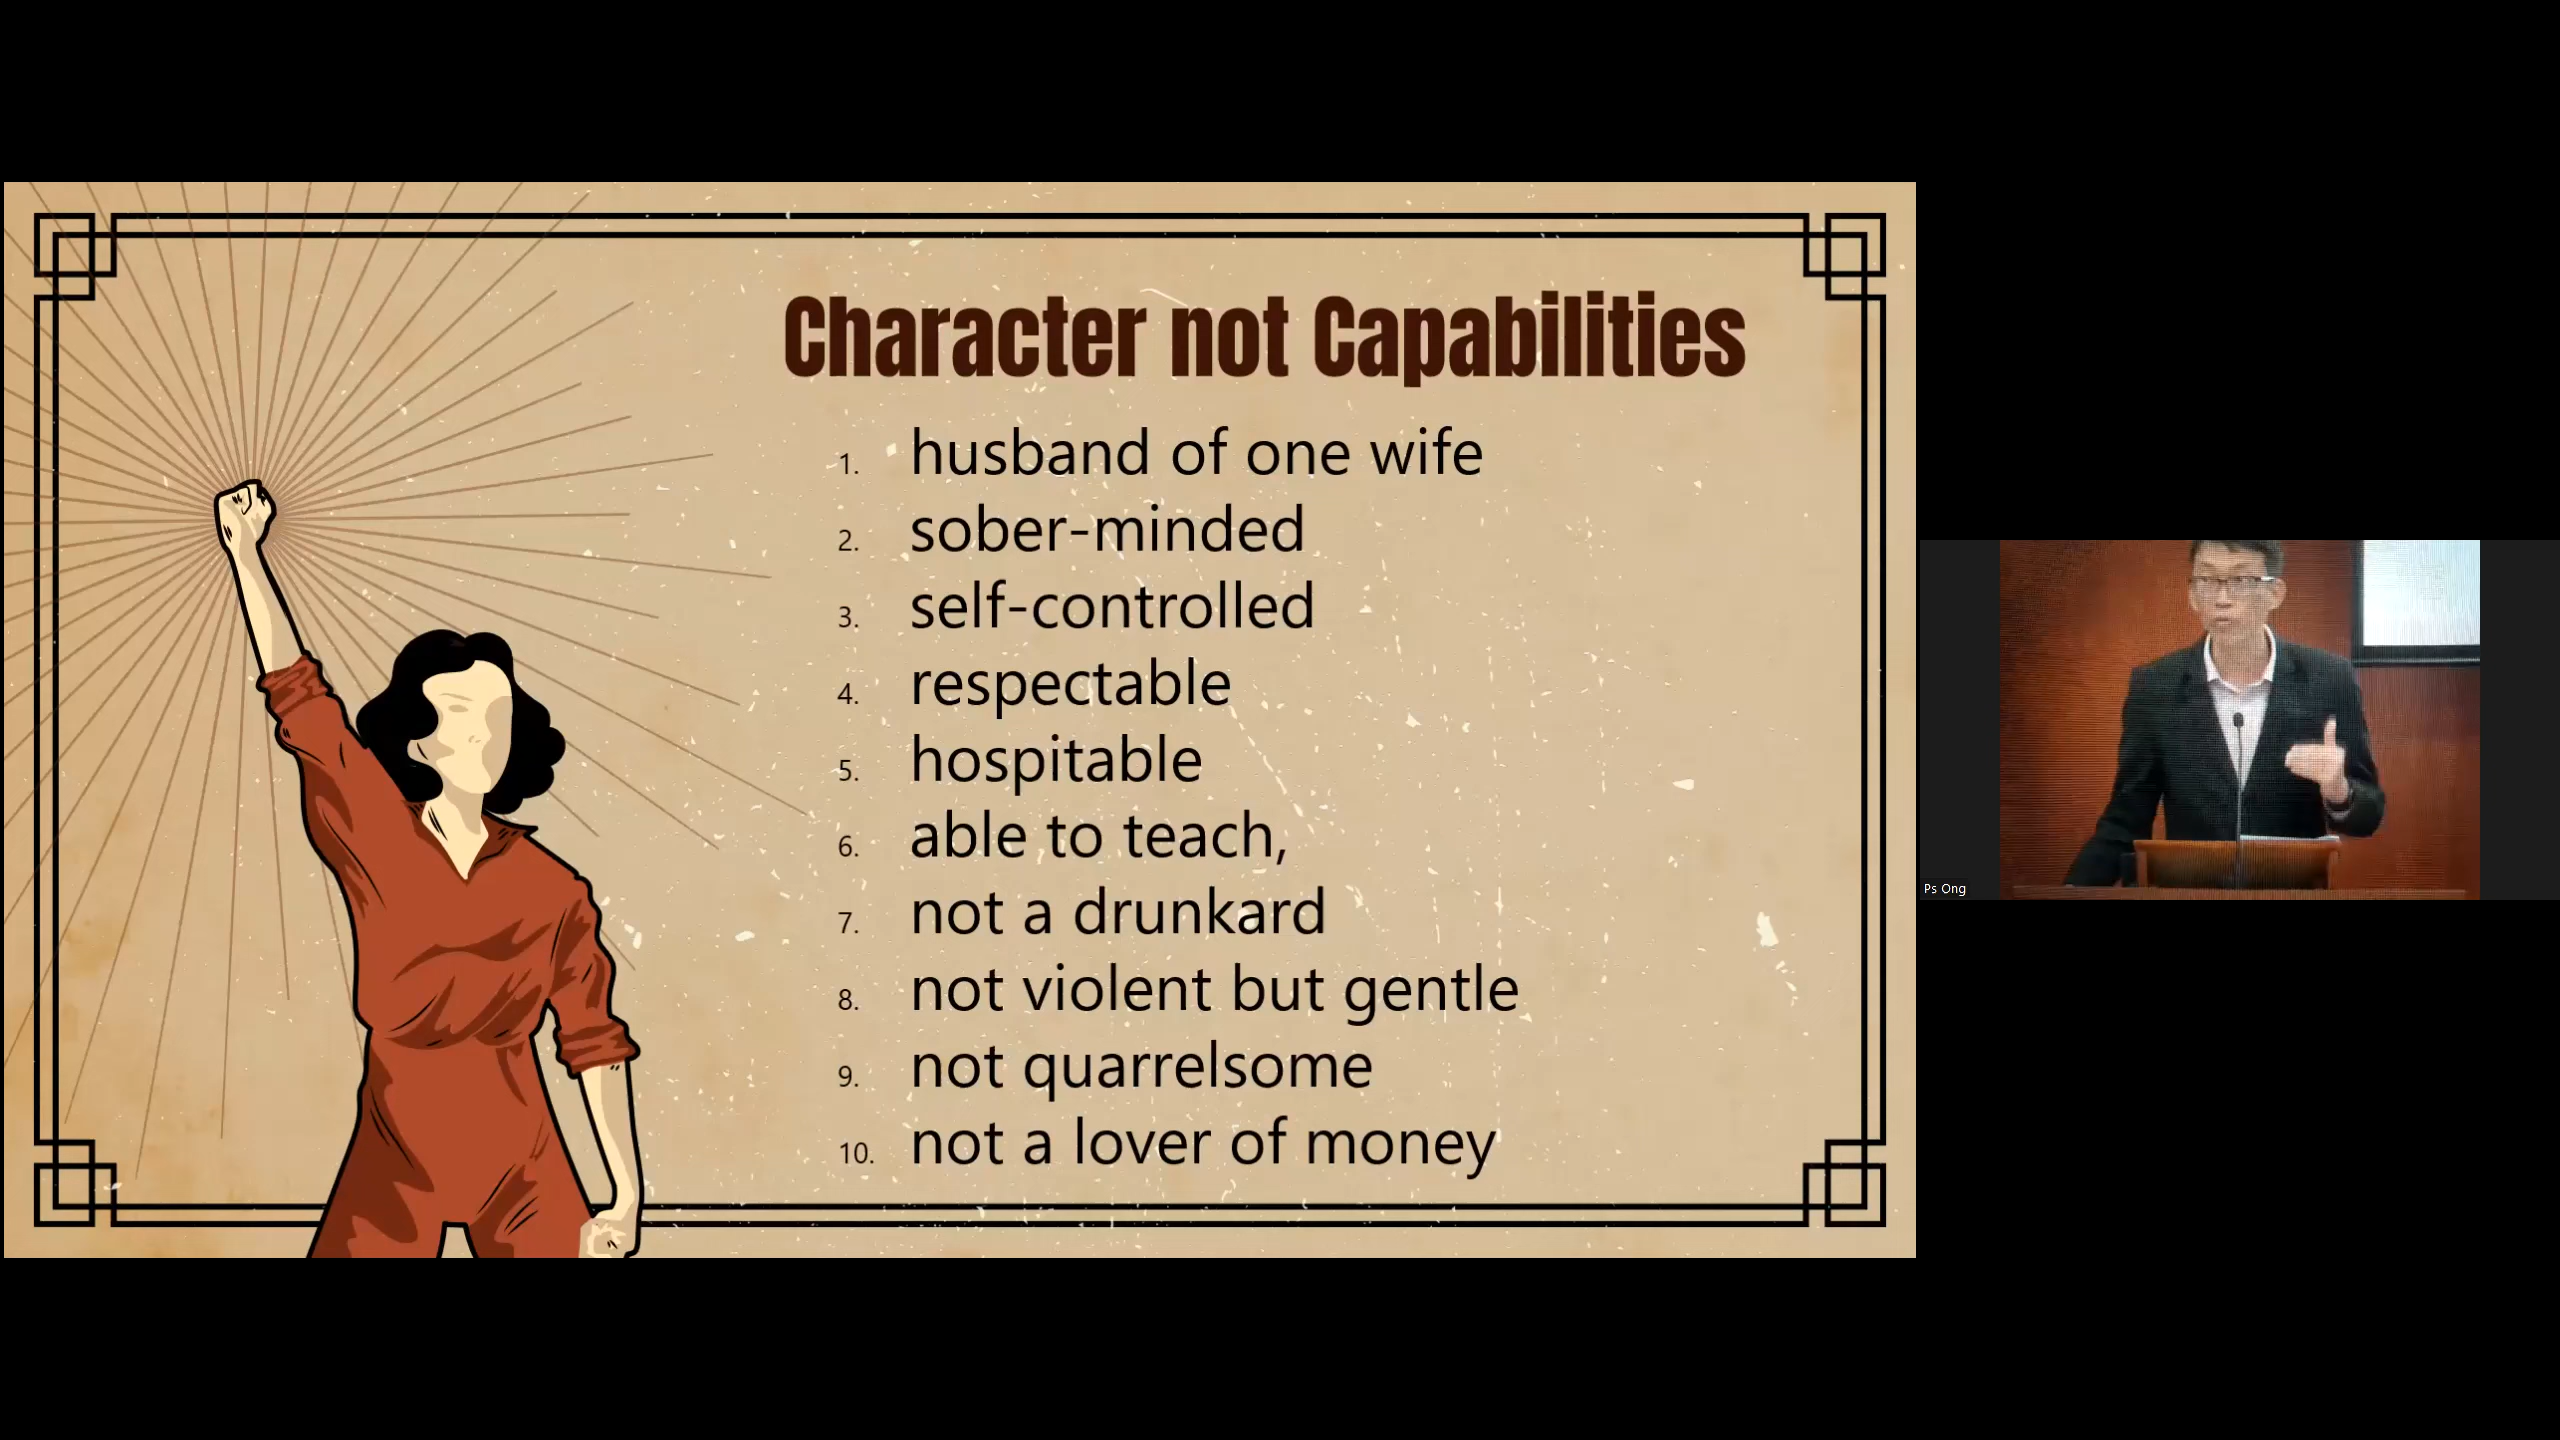 Character not Capabilities
1. husband of one wife
2. sober-minded
3. self-controlled
4. respectable
5. hospitable
6. able to teach,
7. not a drunkard
8. not violent but gentle
9. not quarrelsome
10. not a lover of money
Ps Ong